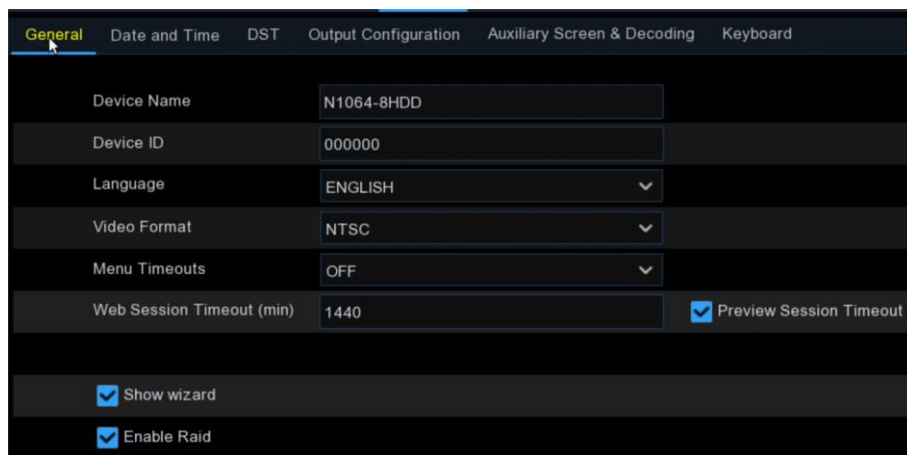 General Date and Time DST Output Configuration Auxiliary Screen & Decoding Keyboard
Device Name N1064-8HDD
Device ID 000000
Language ENGLISH
Video Format NTSC
Menu Timeouts OFF
Web Session Timeout (min) 1440 Preview Session Timeout
Show wizard
Enable Raid